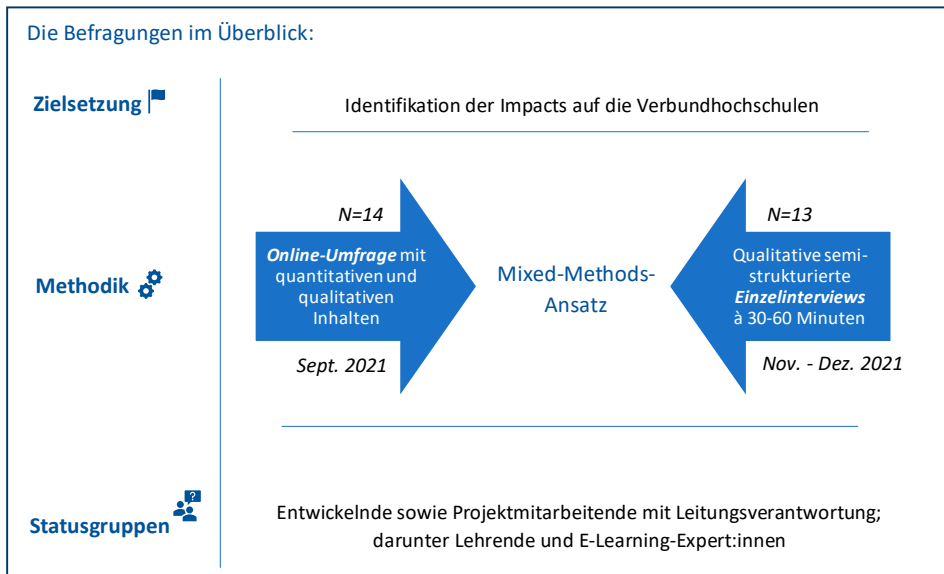 Die Befragungen im Überblick:
Zielsetzung
Identifikation der Impacts auf die Verbundhochschulen
Methodik
N=14
Online-Umfrage mit
quantitativen und
qualitativen
Inhalten
Sept. 2021
Mixed-Methods-
Ansatz
N=13
Qualitative semi-
strukturierte
Einzelinterviews
à 30-60 Minuten
Nov. - Dez. 2021
Statusgruppen
?
Entwickelnde sowie Projektmitarbeitende mit Leitungsverantwortung;
darunter Lehrende und E-Learning-Expert:innen